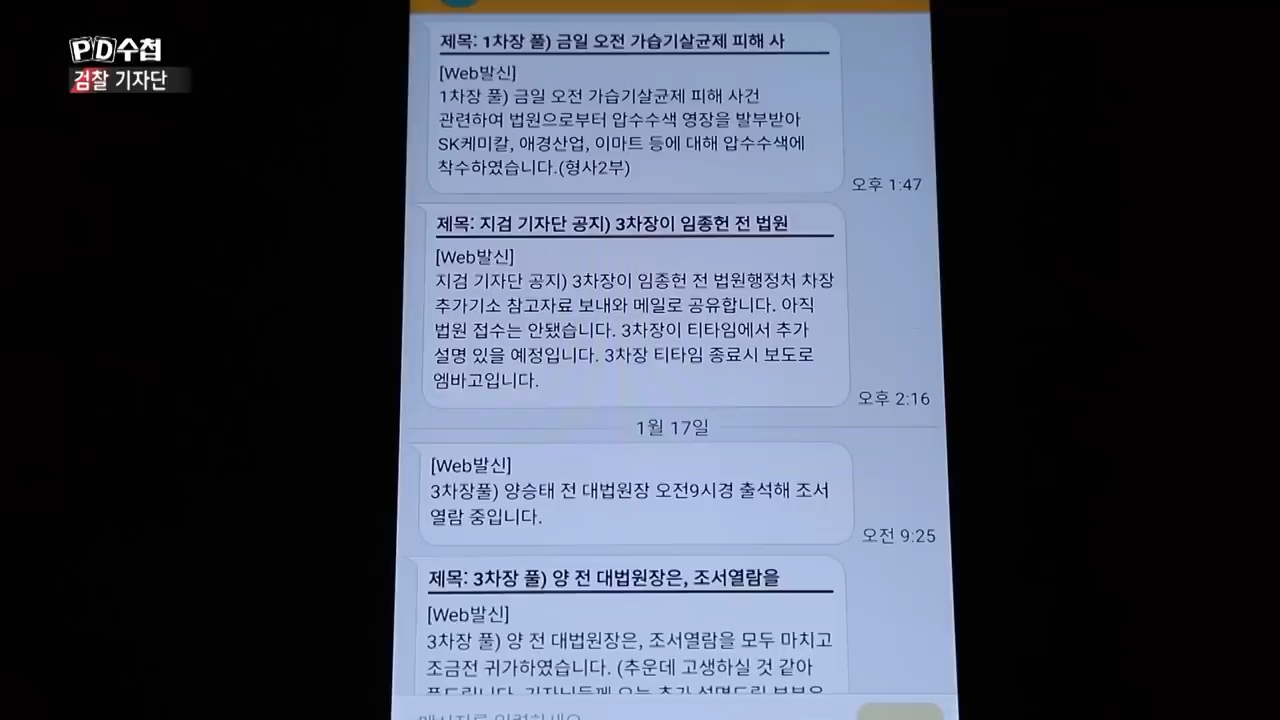 PD수첩
검찰 기자단
제목: 1차장 풀) 금일 오전 가습기살균제 피해 사
[Web발신]
1차장 풀) 금일 오전 가습기살균제 피해 사건
관련하여 법원으로부터 압수수색 영장을 발부받아
SK케미칼, 애경산업, 이마트 등에 대해 압수수색에
착수하였습니다.(형사2부)
오후 1:47
제목: 지검 기자단 공지) 3차장이 임종헌 전 법원
[Web발신]
지검 기자단 공지) 3차장이 임종헌 전 법원행정처 차장
추가기소 참고자료 보내와 메일로 공유합니다. 아직
법원 접수는 안됐습니다. 3차장이 티타임에서 추가
설명 있을 예정입니다. 3차장 티타임 종료시 보도로
엠바고입니다.
오후 2:16
1월 17일
[Web발신]
3차장풀) 양승태 전 대법원장 오전9시경 출석해 조서
열람 중입니다.
오전 9:25
제목: 3차장 풀) 양 전 대법원장은, 조서열람을
[Web발신]
3차장 풀) 양 전 대법원장은, 조서열람을 모두 마치고
조금전 귀가하였습니다. (추운데 고생하실 것 같아